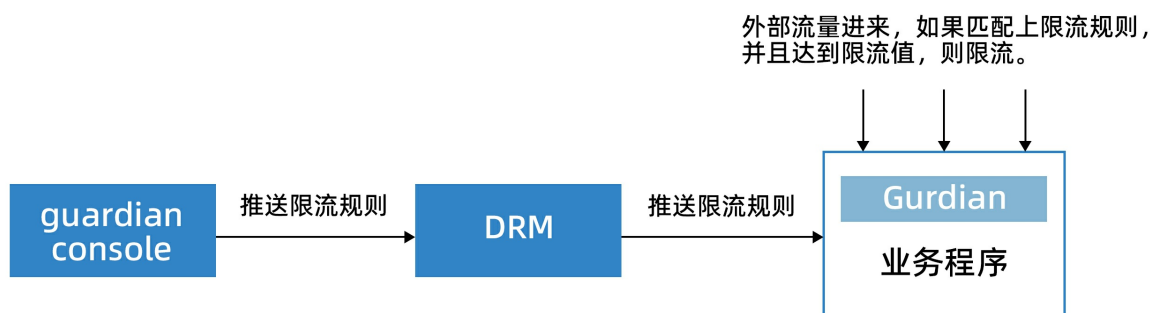 外部流量进来，如果匹配上限流规则，
并且达到限流值，则限流。
guardian
console
推送限流规则
DRM
推送限流规则
Gurdian
业务程序